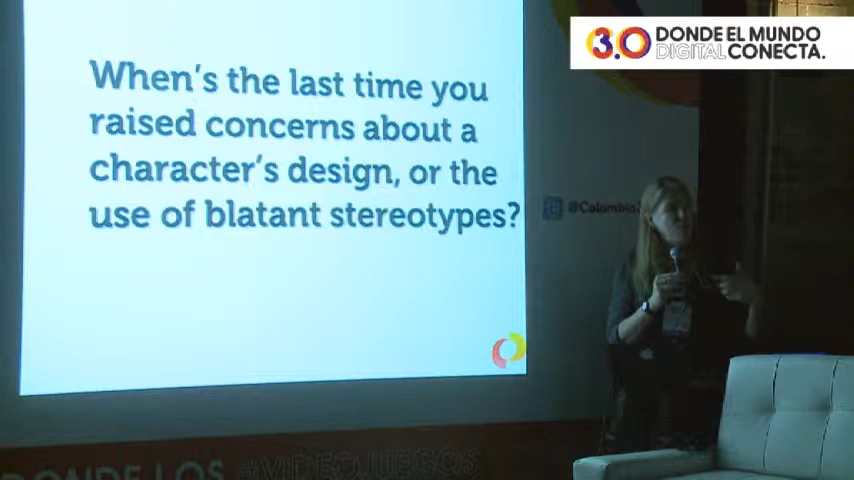 3.0 DONDE EL MUNDO
DIGITAL CONECTA.
When's the last time you
raised concerns about a
character's design, or the
use of blatant stereotypes?
@Colombia
DONDE LOS #VIDEOJUEGOS